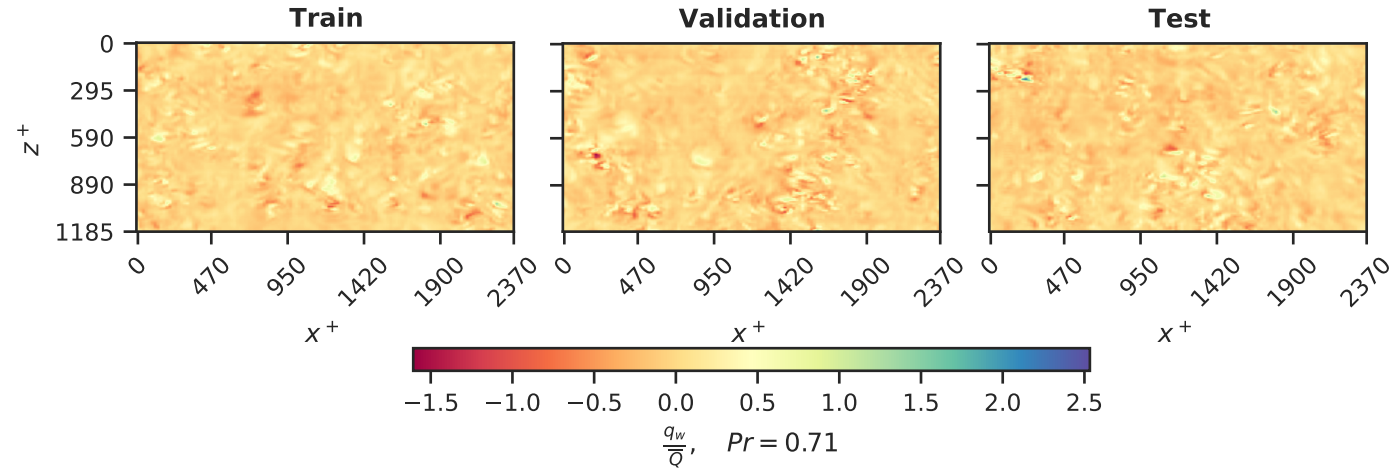 Train Validation Test
z+
0
295
590
890
1185
0 470 950 1420 1900 2370 0 470 950 1420 1900 2370 0 470 950 1420 1900 2370
x+ x+ x+
−1.5 −1.0 −0.5 0.0 0.5 1.0 1.5 2.0 2.5
q_w/Q̅, Pr = 0.71